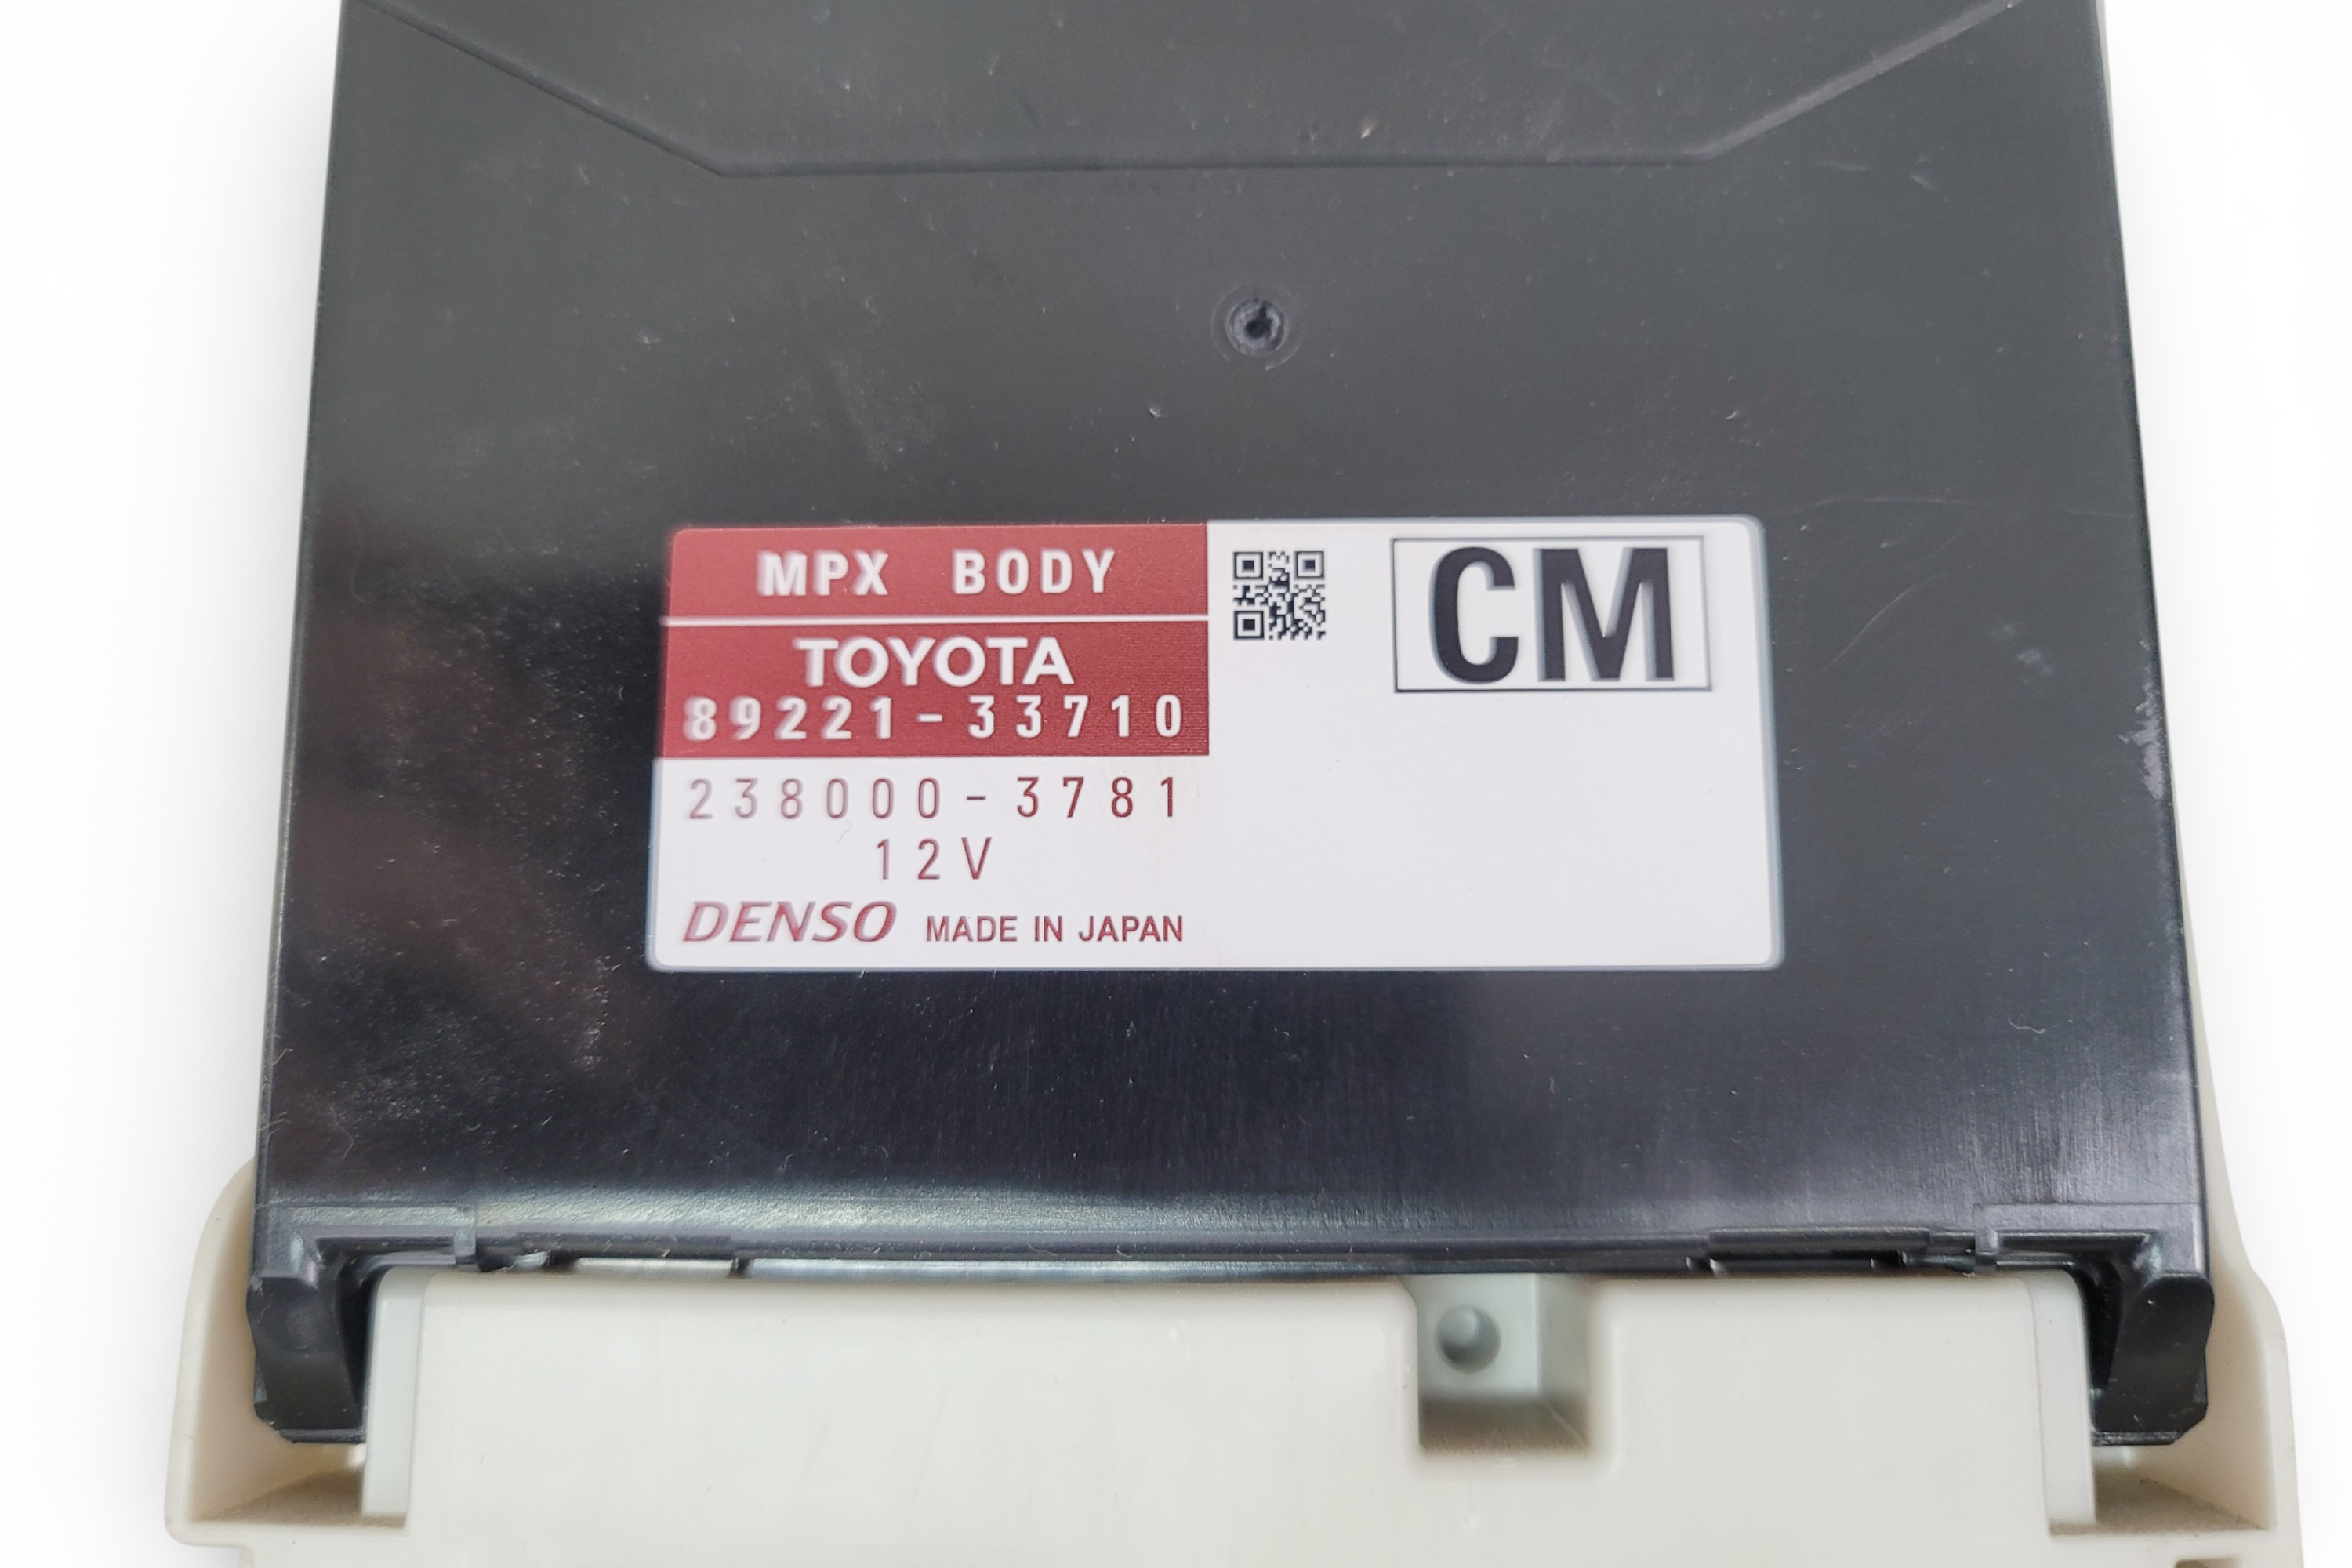 MPX BODY
TOYOTA
89221-33710
238000-3781
12V
DENSO MADE IN JAPAN
CM